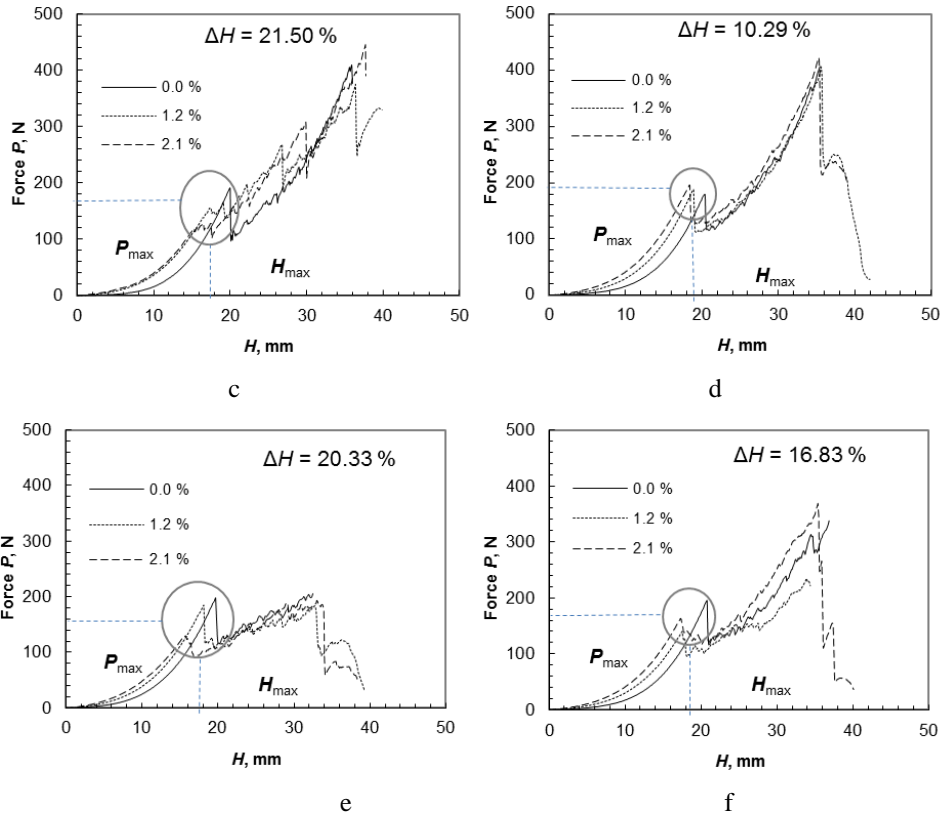 500
400
300
200
100
0
Force P, N
ΔH = 21.50 %
0.0 %
1.2 %
2.1 %
Pmax
Hmax
0 10 20 30 40 50
H, mm
c
500
400
300
200
100
0
Force P, N
ΔH = 10.29 %
0.0 %
1.2 %
2.1 %
Pmax
Hmax
0 10 20 30 40 50
H, mm
d
500
400
300
200
100
0
Force P, N
ΔH = 20.33 %
0.0 %
1.2 %
2.1 %
Pmax
Hmax
0 10 20 30 40 50
H, mm
e
500
400
300
200
100
0
Force P, N
ΔH = 16.83 %
0.0 %
1.2 %
2.1 %
Pmax
Hmax
0 10 20 30 40 50
H, mm
f